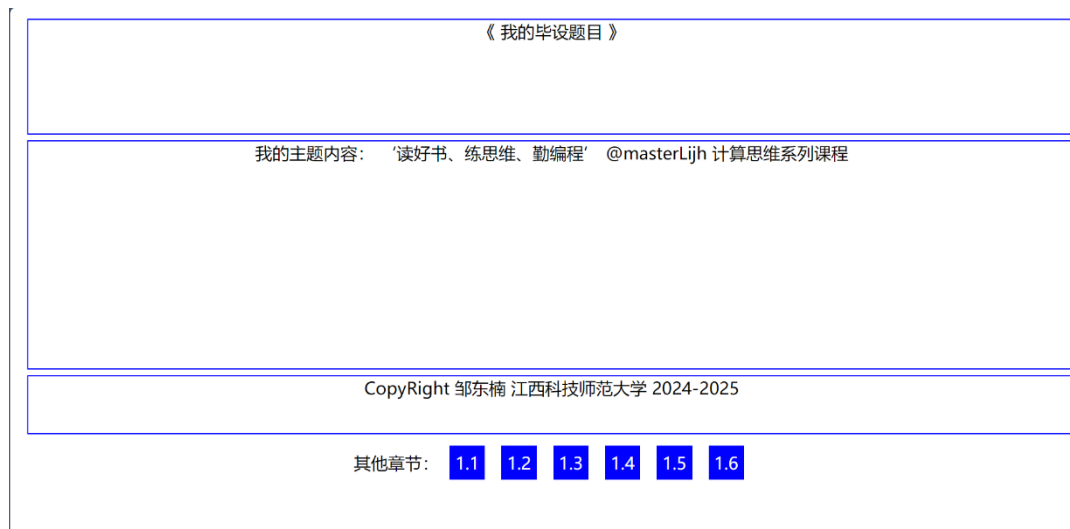 《 我的毕设题目 》
我的主题内容： ‘读好书、练思维、勤编程’ @masterLijh 计算思维系列课程
CopyRight 邹东楠 江西科技师范大学 2024-2025
其他章节： 1.1 1.2 1.3 1.4 1.5 1.6